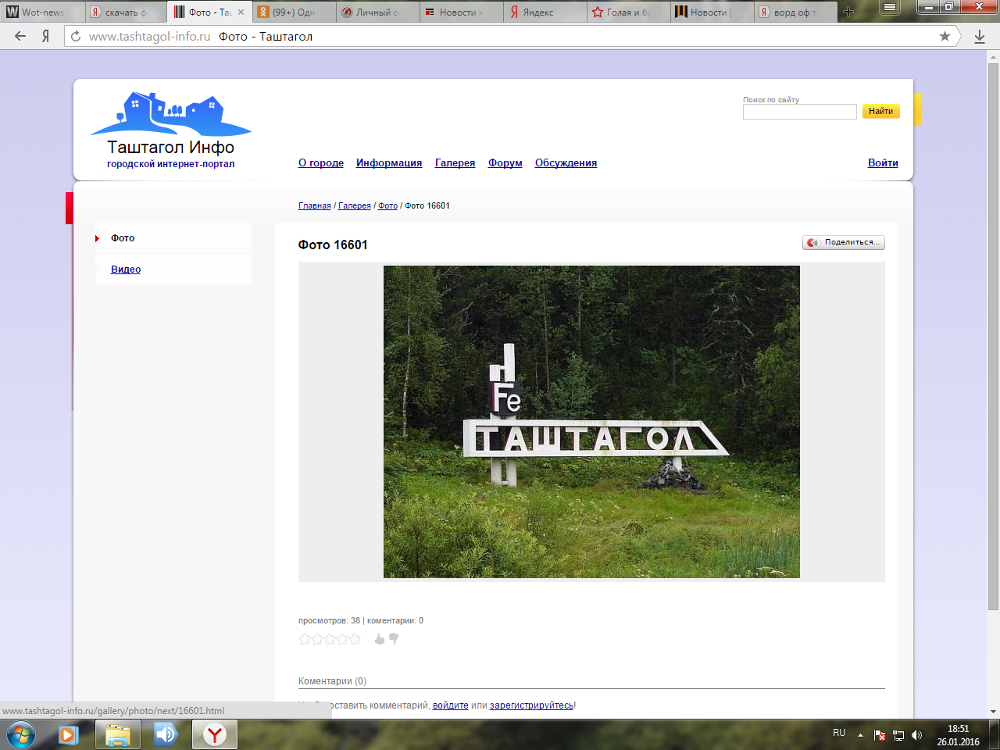 Wot-news
скачать фо
Фото - Таш
(99+) Одн
Личный с
Новости н
Яндекс
Голая и бо
Новости |
ворд оф т
www.tashtagol-info.ru Фото - Таштагол
Поиск по сайту
Найти
Таштагол Инфо
городской интернет-портал
О городе Информация Галерея Форум Обсуждения Войти
Главная / Галерея / Фото / Фото 16601
Фото
Видео
Фото 16601
Поделиться...
Fe
ТАШТАГОЛ
просмотров: 38 | коментарии: 0
Коментарии (0)
оставить комментарий, войдите или зарегистрируйтесь!
www.tashtagol-info.ru/gallery/photo/next/16601.html
RU
18:51
26.01.2016